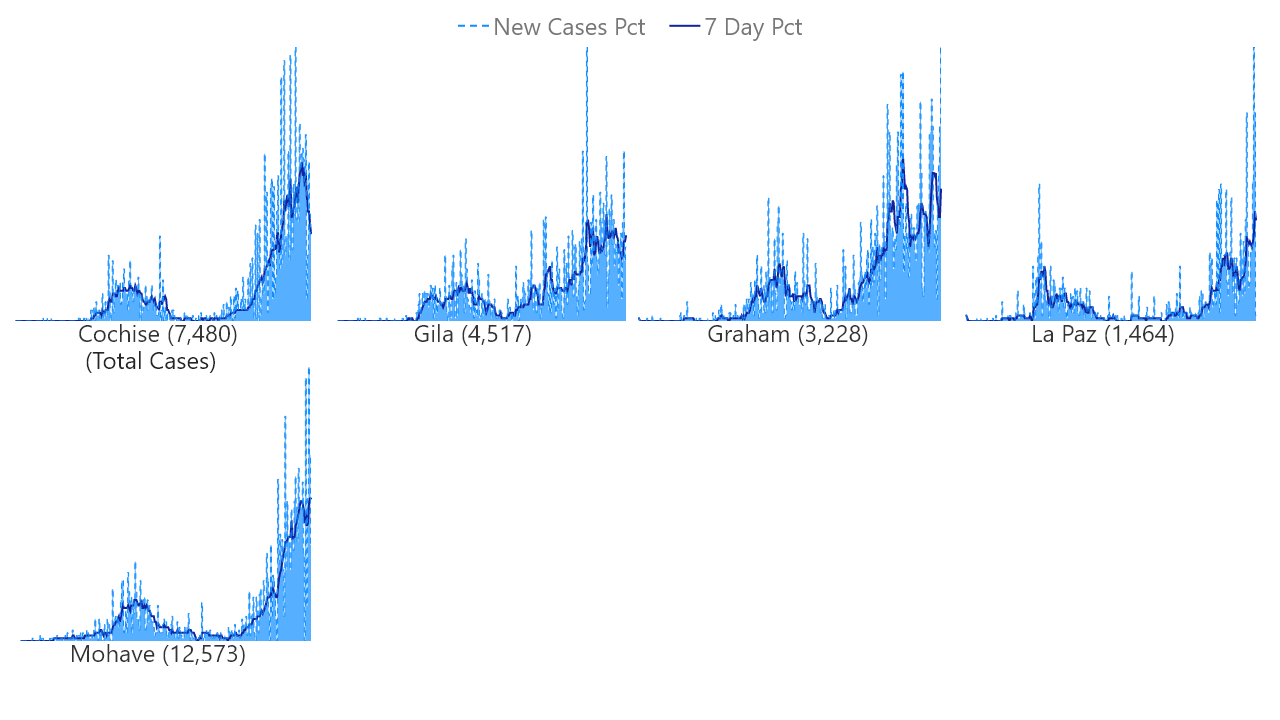 New Cases Pct 7 Day Pct
Cochise (7,480)
(Total Cases)
Gila (4,517)
Graham (3,228)
La Paz (1,464)
Mohave (12,573)